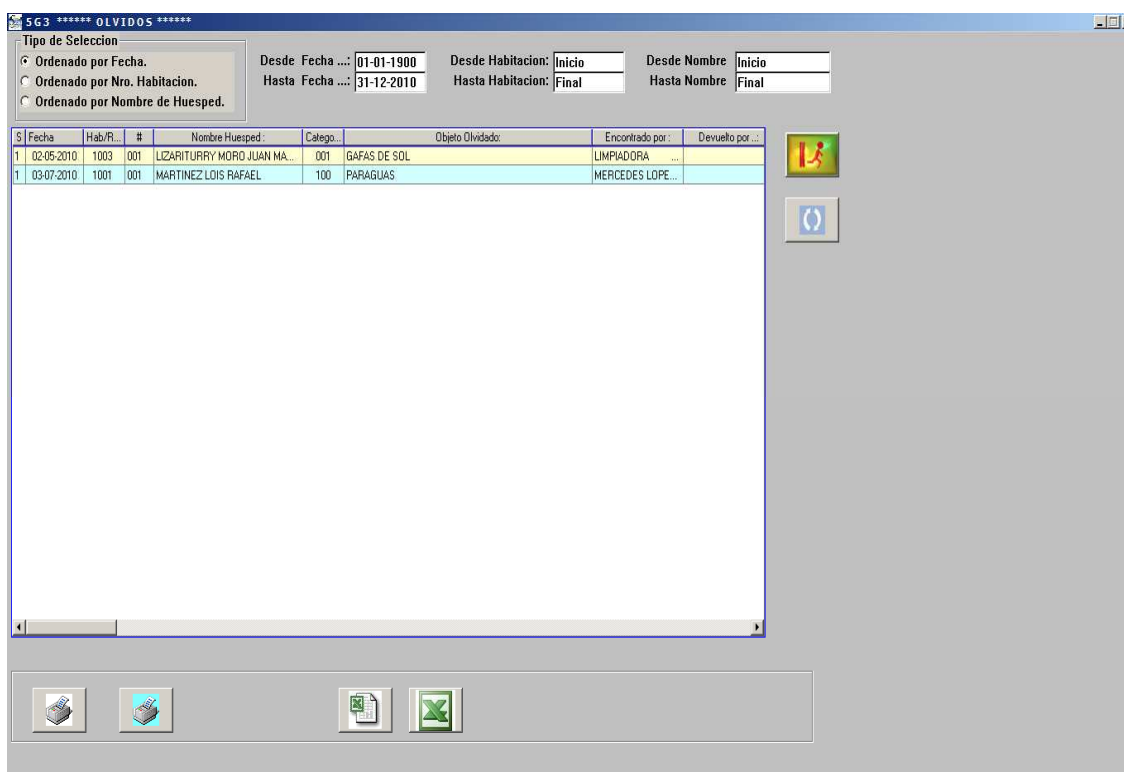 5G3 ****** OLVIDOS ******
Tipo de Seleccion
Ordenado por Fecha.
Ordenado por Nro. Habitacion.
Ordenado por Nombre de Huesped.
Desde Fecha ...: 01-01-1900 Desde Habitacion: Inicio Desde Nombre Inicio
Hasta Fecha ...: 31-12-2010 Hasta Habitacion: Final Hasta Nombre Final
S Fecha Hab/R... # Nombre Huesped : Catego... Objeto Olvidado: Encontrado por : Devuelto por ..:
1 02-05-2010 1003 001 LIZARITURRY MORO JUAN MA... 001 GAFAS DE SOL LIMPIADORA ...
1 03-07-2010 1001 001 MARTINEZ LOIS RAFAEL 100 PARAGUAS MERCEDES LOPE...